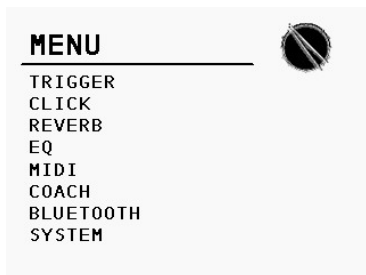 MENU
TRIGGER
CLICK
REVERB
EQ
MIDI
COACH
BLUETOOTH
SYSTEM